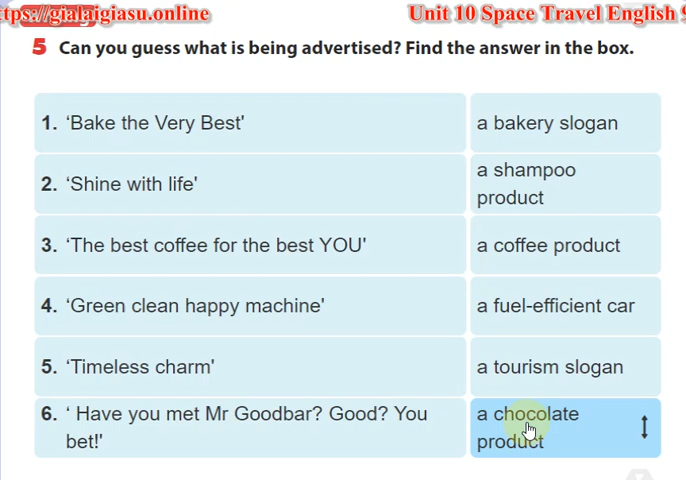 ttps://gialaigiasu.online
Unit 10 Space Travel English 9
5 Can you guess what is being advertised? Find the answer in the box.
1. ‘Bake the Very Best'
a bakery slogan
2. ‘Shine with life'
a shampoo
product
3. ‘The best coffee for the best YOU'
a coffee product
4. ‘Green clean happy machine'
a fuel-efficient car
5. ‘Timeless charm'
a tourism slogan
6. ‘ Have you met Mr Goodbar? Good? You
bet!'
a chocolate
product